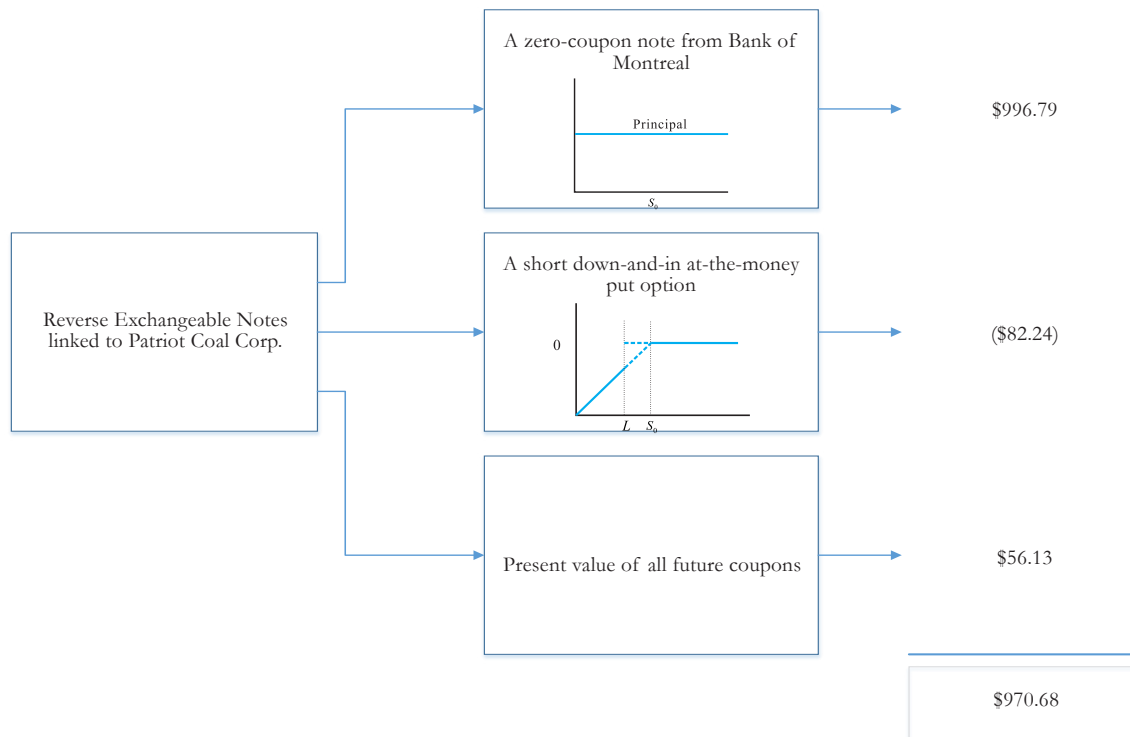 A zero-coupon note from Bank of
Montreal
Principal
S₀
$996.79
Reverse Exchangeable Notes
linked to Patriot Coal Corp.
A short down-and-in at-the-money
put option
0
L S₀
($82.24)
Present value of all future coupons
$56.13
$970.68